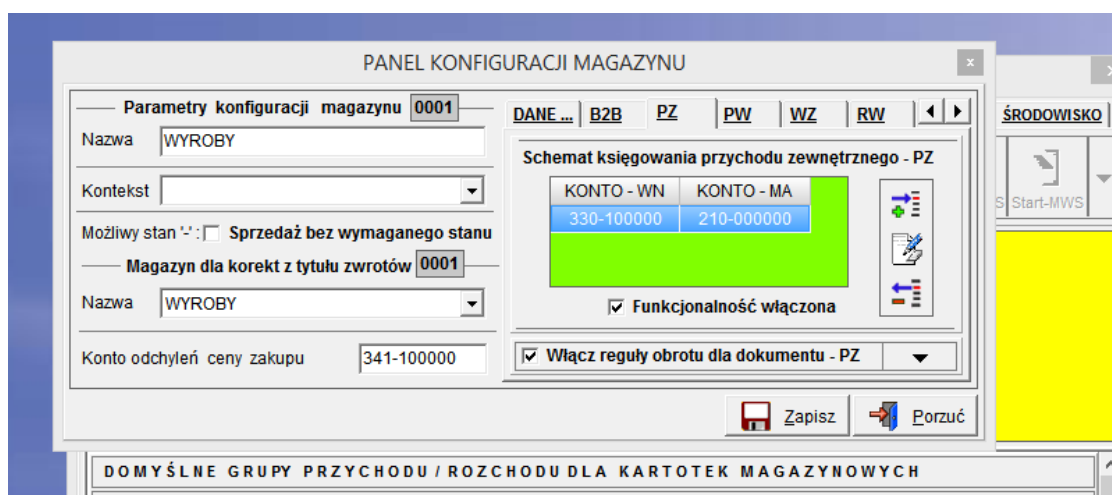 PANEL KONFIGURACJI MAGAZYNU
x
Parametry konfiguracji magazynu 0001
Nazwa WYROBY
Kontekst
Możliwy stan '-' : Sprzedaż bez wymaganego stanu
Magazyn dla korekt z tytułu zwrotów 0001
Nazwa WYROBY
Konto odchyleń ceny zakupu 341-100000
DANE ... B2B PZ PW WZ RW
Schemat księgowania przychodu zewnętrznego - PZ
KONTO - WN KONTO - MA
330-100000 210-000000
Funkcjonalność włączona
Włącz reguły obrotu dla dokumentu - PZ
Zapisz Porzuć
ŚRODOWISKO
S Start-MWS
DOMYŚLNE GRUPY PRZYCHODU / ROZCHODU DLA KARTOTEK MAGAZYNOWYCH